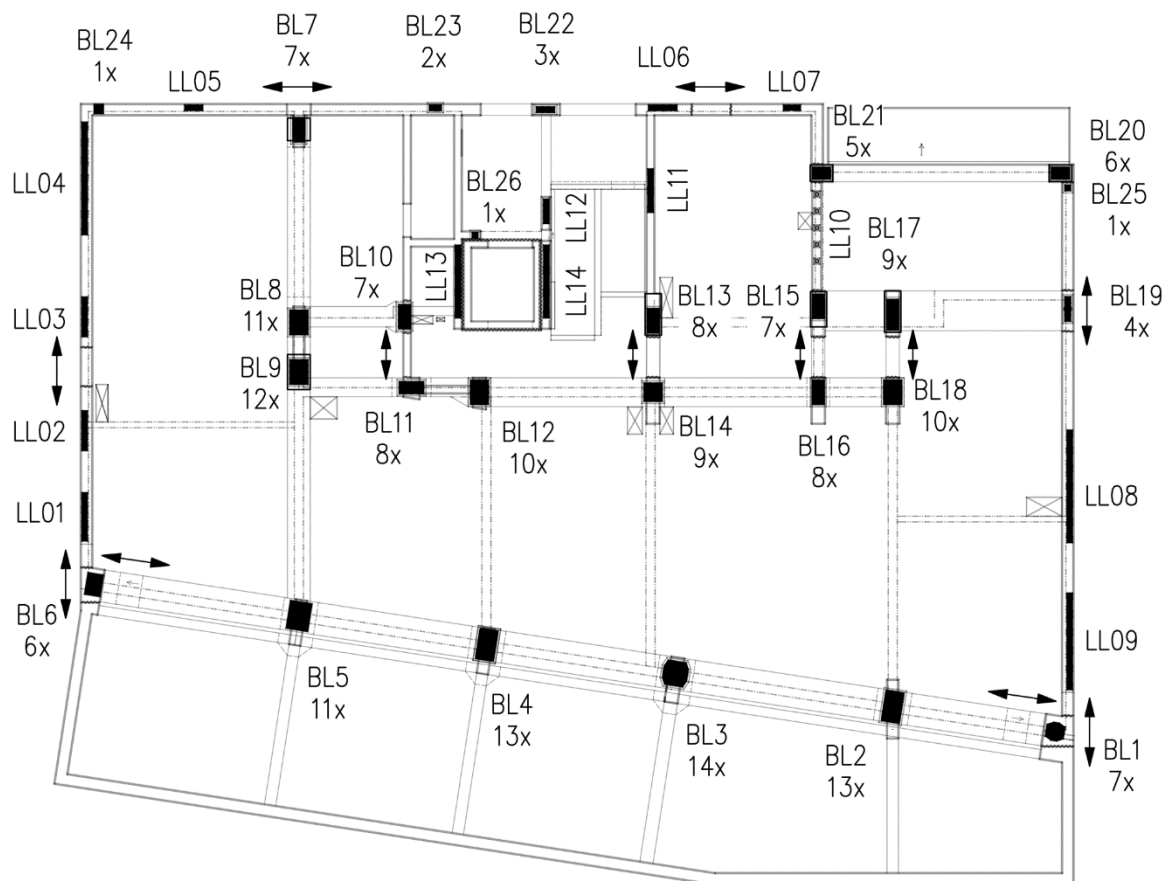 BL24
1x
LL05
BL7
7x
BL23
2x
BL22
3x
LL06
LL07
BL21
5x
BL20
6x
BL25
1x
LL04
BL26
1x
LL12
LL11
LL10
BL17
9x
BL10
7x
LL13
LL14
BL8
11x
BL13
8x
BL15
7x
BL19
4x
LL03
BL9
12x
BL18
10x
LL02
BL11
8x
BL12
10x
BL14
9x
BL16
8x
LL01
LL08
BL6
6x
LL09
BL5
11x
BL4
13x
BL3
14x
BL2
13x
BL1
7x